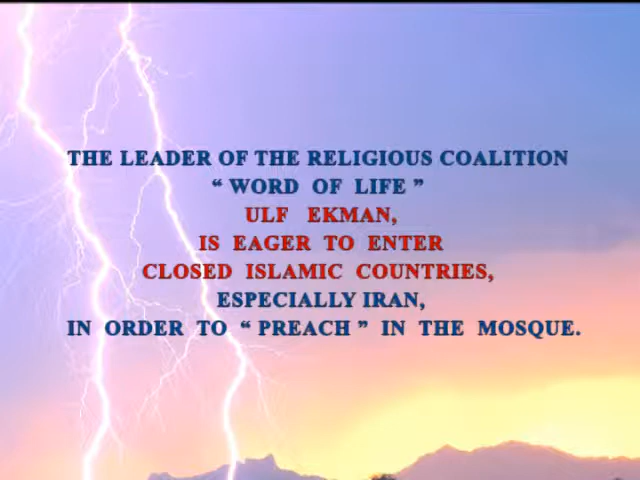 THE LEADER OF THE RELIGIOUS COALITION
“ WORD OF LIFE ”
ULF EKMAN,
IS EAGER TO ENTER
CLOSED ISLAMIC COUNTRIES,
ESPECIALLY IRAN,
IN ORDER TO “ PREACH ” IN THE MOSQUE.